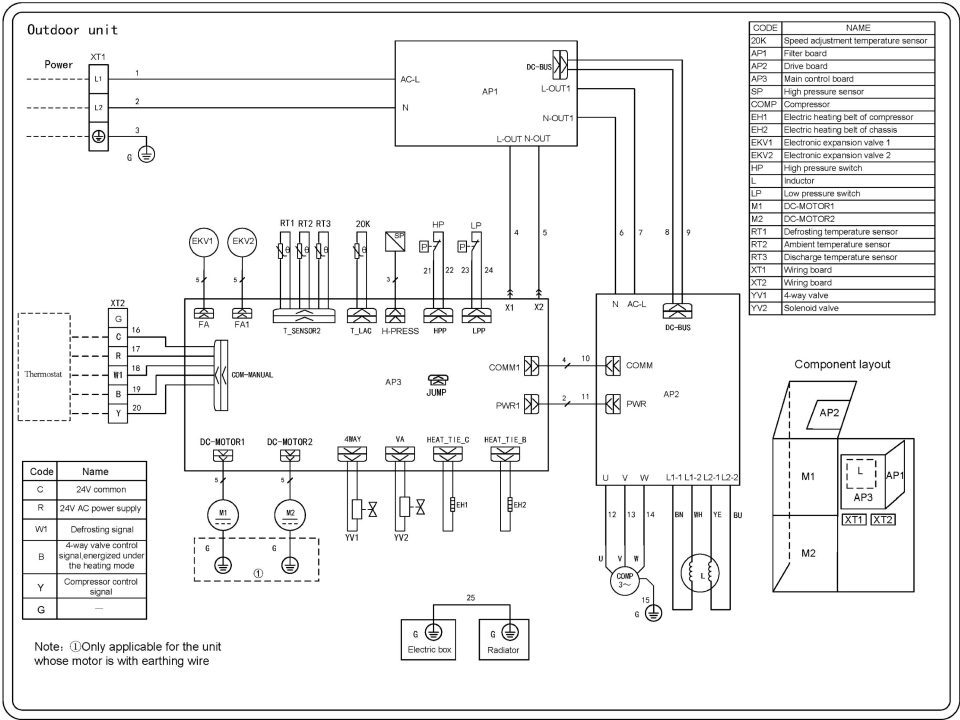 Outdoor unit
Power
XT1
L1
L2
1
2
3
G
AC-L
N
AP1
DC-BUS
L-OUT1
N-OUT1
L-OUT N-OUT
4
5
6
7
8
9
CODE NAME
20K Speed adjustment temperature sensor
AP1 Filter board
AP2 Drive board
AP3 Main control board
SP High pressure sensor
COMP Compressor
EH1 Electric heating belt of compressor
EH2 Electric heating belt of chassis
EKV1 Electronic expansion valve 1
EKV2 Electronic expansion valve 2
HP High pressure switch
L Inductor
LP Low pressure switch
M1 DC-MOTOR1
M2 DC-MOTOR2
RT1 Defrosting temperature sensor
RT2 Ambient temperature sensor
RT3 Discharge temperature sensor
XT1 Wiring board
XT2 Wiring board
YV1 4-way valve
YV2 Solenoid valve
EKV1
EKV2
RT1 RT2 RT3
20K
SP
HP
LP
θ θ θ θ
P P
5 5
3
21 22 23 24
FA
FA1
T_SENSOR2
T_LAC
H-PRESS
HPP
LPP
X1
X2
N AC-L
DC-BUS
XT2
G
C
R
W1
B
Y
16
17
18
19
20
Thermostat
COM-MANUAL
AP3
JUMP
COMM1
4
10
COMM
PWR1
2
11
PWR
AP2
DC-MOTOR1
DC-MOTOR2
4WAY
VA
HEAT_TIE_C
HEAT_TIE_B
5
5
M1
M2
G
G
①
YV1
YV2
EH1
EH2
U V W L1-1 L1-2 L2-1 L2-2
12 13 14 BN WH YE BU
U V W
COMP
3～
L
15
G
25
G
Electric box
G
Radiator
Component layout
AP2
M1
L
AP3
AP1
XT1 XT2
M2
Code Name
C 24V common
R 24V AC power supply
W1 Defrosting signal
B 4-way valve control
signal,energized under
the heating mode
Y Compressor control
signal
G —
Note: ①Only applicable for the unit
whose motor is with earthing wire